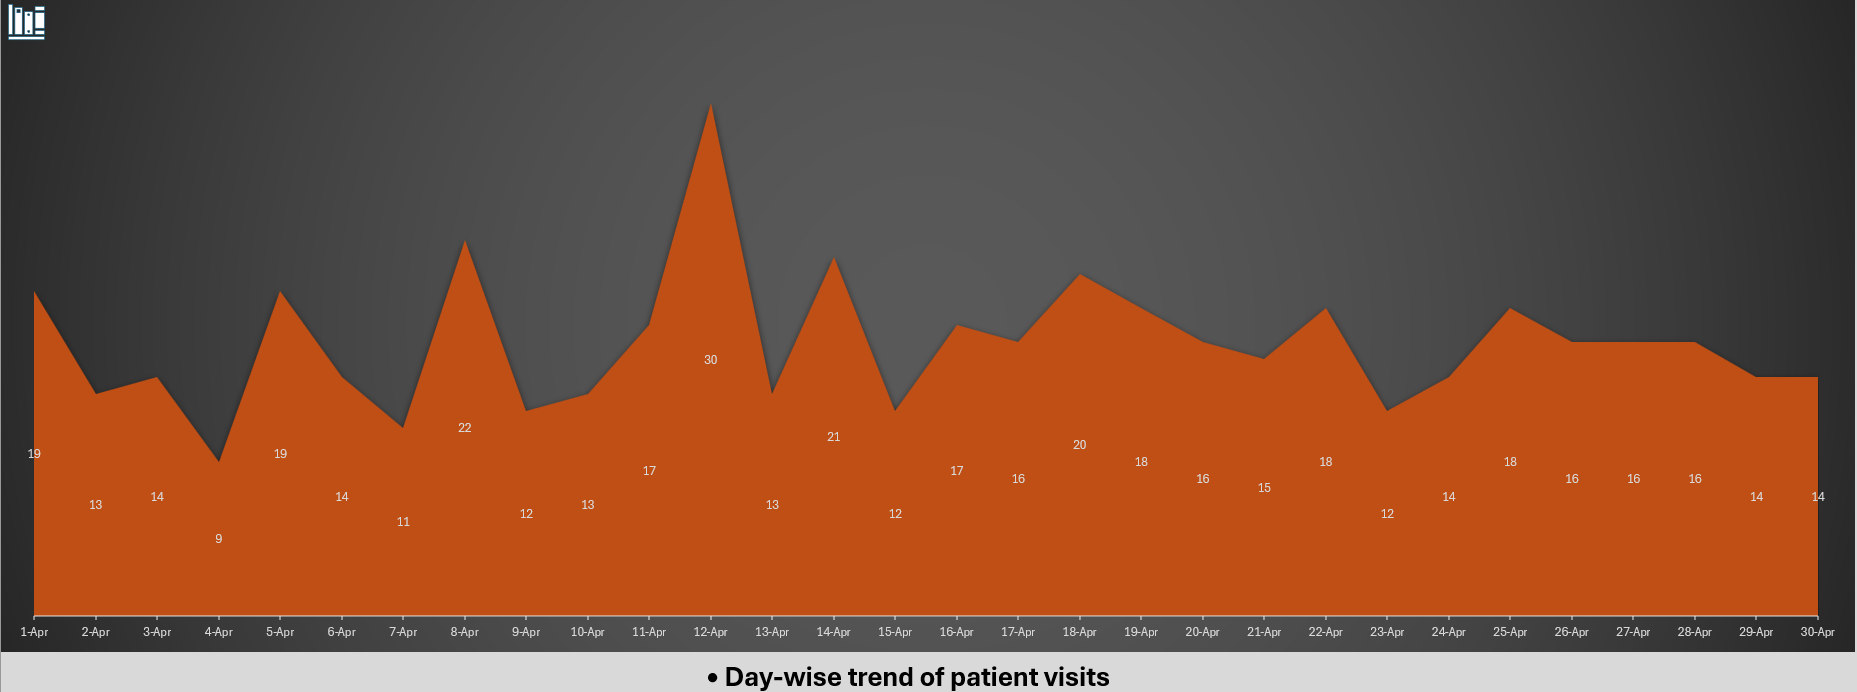 30
22
21
20
19 19
18 18 18
17 17
16 16 16 16 16
15
14 14 14 14 14
13 13 13
12 12 12
11
9
1-Apr 2-Apr 3-Apr 4-Apr 5-Apr 6-Apr 7-Apr 8-Apr 9-Apr 10-Apr 11-Apr 12-Apr 13-Apr 14-Apr 15-Apr 16-Apr 17-Apr 18-Apr 19-Apr 20-Apr 21-Apr 22-Apr 23-Apr 24-Apr 25-Apr 26-Apr 27-Apr 28-Apr 29-Apr 30-Apr
• Day-wise trend of patient visits